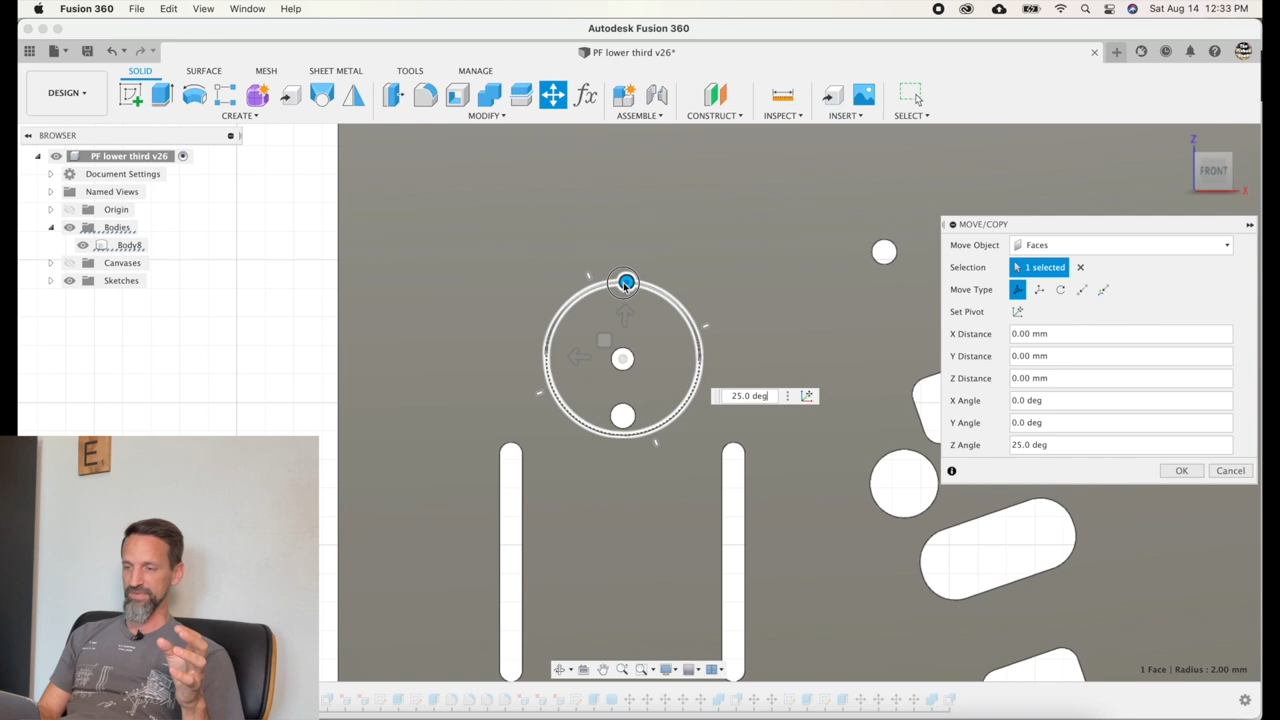 Fusion 360 File Edit View Window Help Sat Aug 14 12:33 PM
Autodesk Fusion 360
PF lower third v26*
DESIGN
SOLID SURFACE MESH SHEET METAL TOOLS MANAGE
CREATE MODIFY ASSEMBLE CONSTRUCT INSPECT INSERT SELECT
fx
BROWSER
PF lower third v26
Document Settings
Named Views
Origin
Bodies
Body8
Canvases
Sketches
Z
FRONT
X
25.0 deg
MOVE/COPY
Move Object Faces
Selection 1 selected
Move Type
Set Pivot
X Distance 0.00 mm
Y Distance 0.00 mm
Z Distance 0.00 mm
X Angle 0.0 deg
Y Angle 0.0 deg
Z Angle 25.0 deg
OK Cancel
E
1 Face | Radius : 2.00 mm